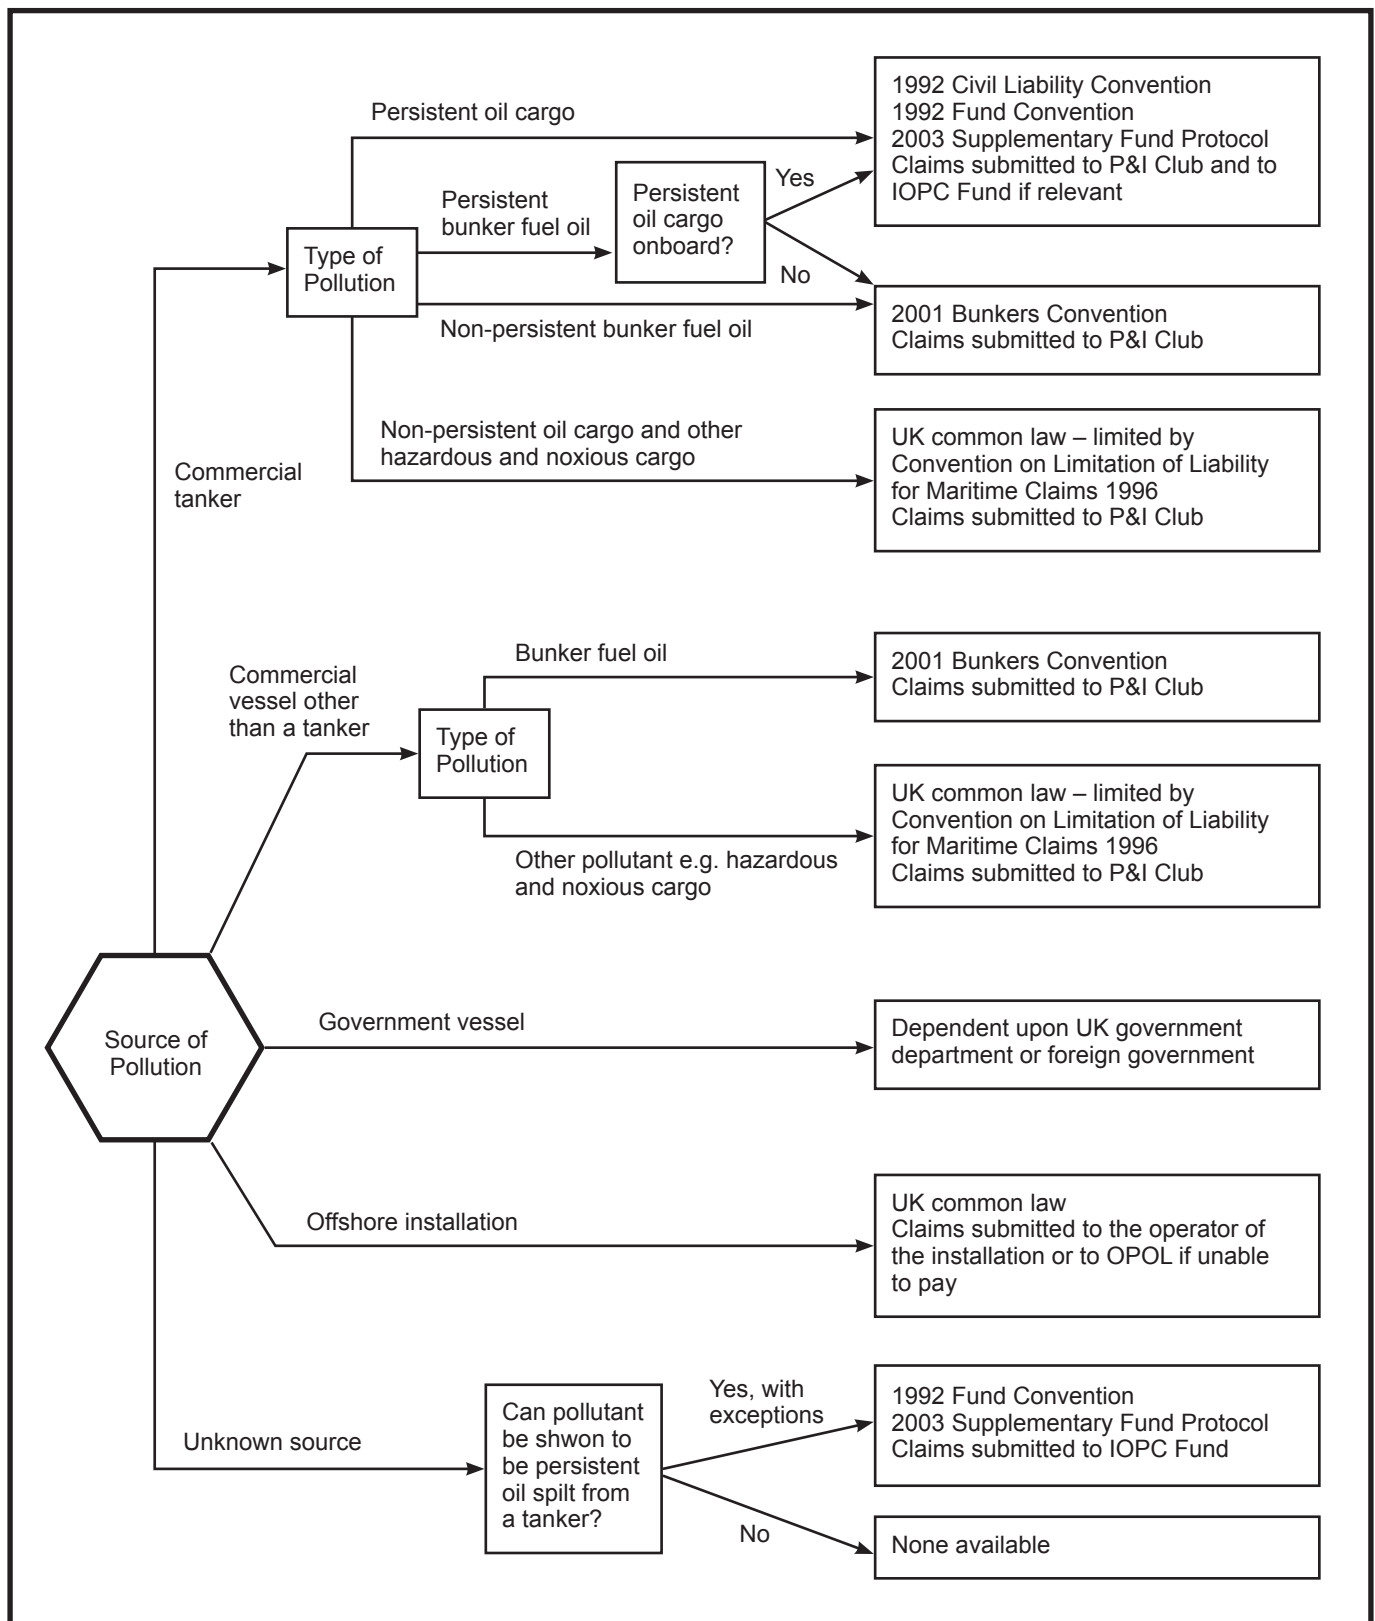 Persistent oil cargo
1992 Civil Liability Convention
1992 Fund Convention
2003 Supplementary Fund Protocol
Claims submitted to P&I Club and to
IOPC Fund if relevant
Persistent
bunker fuel oil
Persistent
oil cargo
onboard?
Yes
No
Type of
Pollution
Non-persistent bunker fuel oil
2001 Bunkers Convention
Claims submitted to P&I Club
Non-persistent oil cargo and other
hazardous and noxious cargo
UK common law – limited by
Convention on Limitation of Liability
for Maritime Claims 1996
Claims submitted to P&I Club
Commercial
tanker
Commercial
vessel other
than a tanker
Type of
Pollution
Bunker fuel oil
2001 Bunkers Convention
Claims submitted to P&I Club
Other pollutant e.g. hazardous
and noxious cargo
UK common law – limited by
Convention on Limitation of Liability
for Maritime Claims 1996
Claims submitted to P&I Club
Source of
Pollution
Government vessel
Dependent upon UK government
department or foreign government
Offshore installation
UK common law
Claims submitted to the operator of
the installation or to OPOL if unable
to pay
Unknown source
Can pollutant
be shwon to
be persistent
oil spilt from
a tanker?
Yes, with
exceptions
1992 Fund Convention
2003 Supplementary Fund Protocol
Claims submitted to IOPC Fund
No
None available